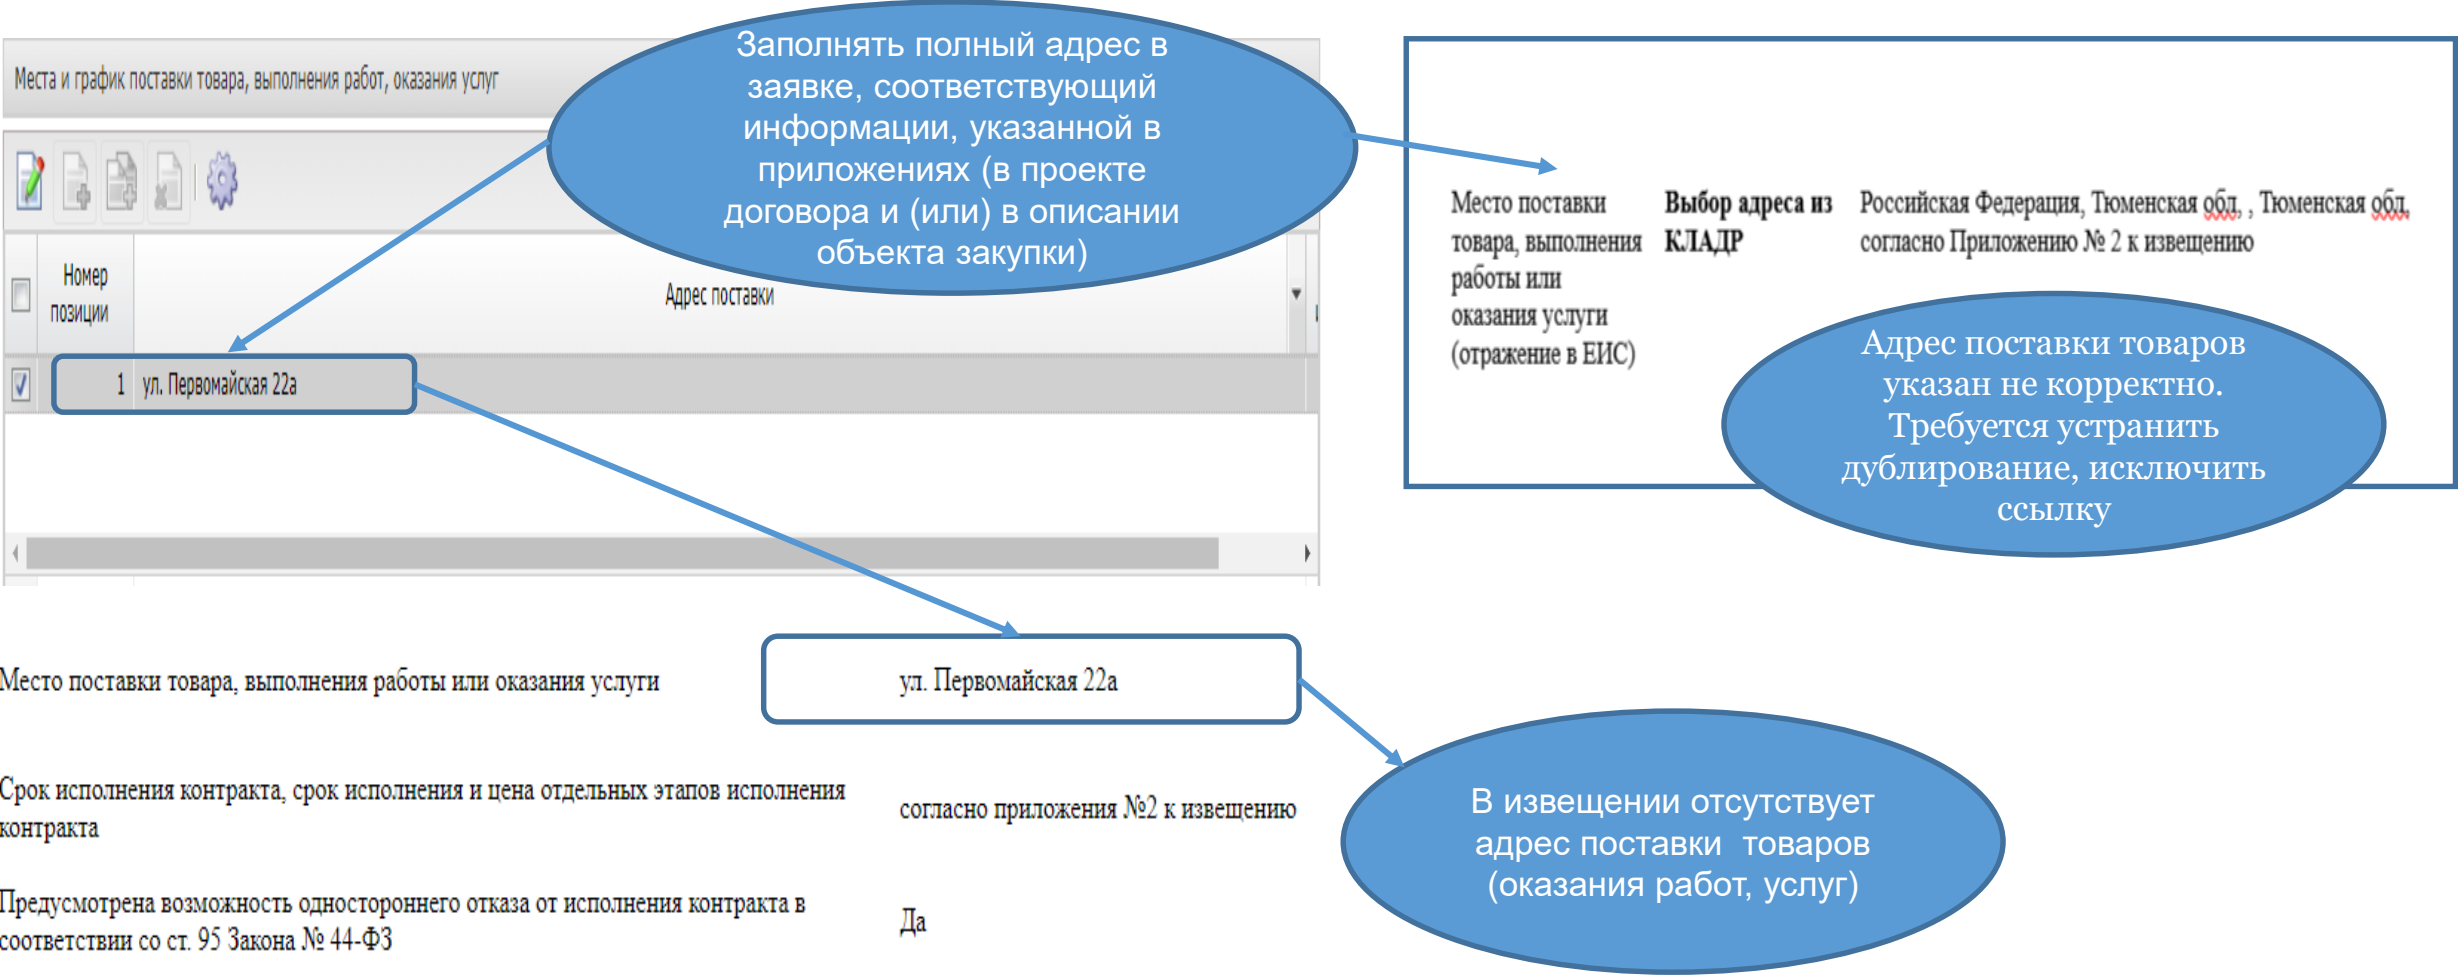 Заполнять полный адрес в
заявке, соответствующий
информации, указанной в
приложениях (в проекте
договора и (или) в описании
объекта закупки)
Места и график поставки товара, выполнения работ, оказания услуг
Номер
позиции
Адрес поставки
1 ул. Первомайская 22а
Место поставки
товара, выполнения
работы или
оказания услуги
(отражение в ЕИС)
Выбор адреса из
КЛАДР
Российская Федерация, Тюменская обл, , Тюменская обл,
согласно Приложению № 2 к извещению
Адрес поставки товаров
указан не корректно.
Требуется устранить
дублирование, исключить
ссылку
Место поставки товара, выполнения работы или оказания услуги
ул. Первомайская 22а
Срок исполнения контракта, срок исполнения и цена отдельных этапов исполнения
контракта
согласно приложения №2 к извещению
Предусмотрена возможность одностороннего отказа от исполнения контракта в
соответствии со ст. 95 Закона № 44-ФЗ
Да
В извещении отсутствует
адрес поставки товаров
(оказания работ, услуг)